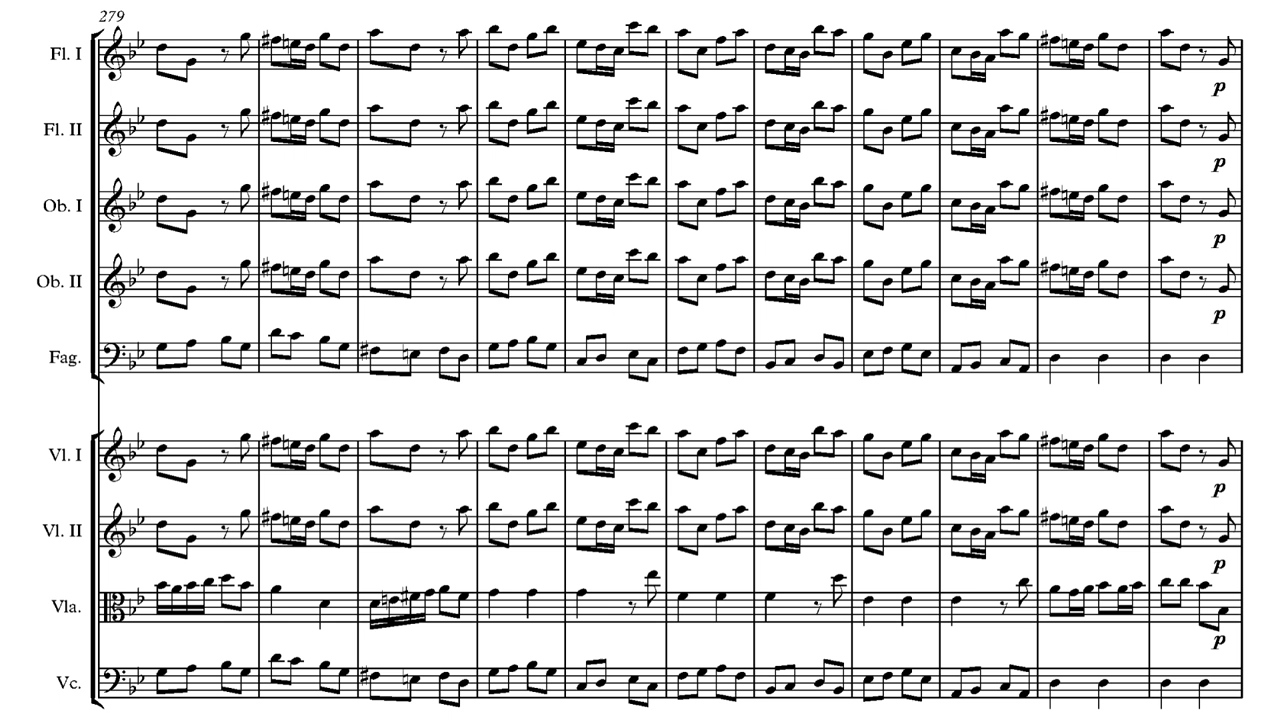 279
Fl. I
p
Fl. II
p
Ob. I
p
Ob. II
p
Fag.
Vl. I
p
Vl. II
p
Vla.
p
Vc.